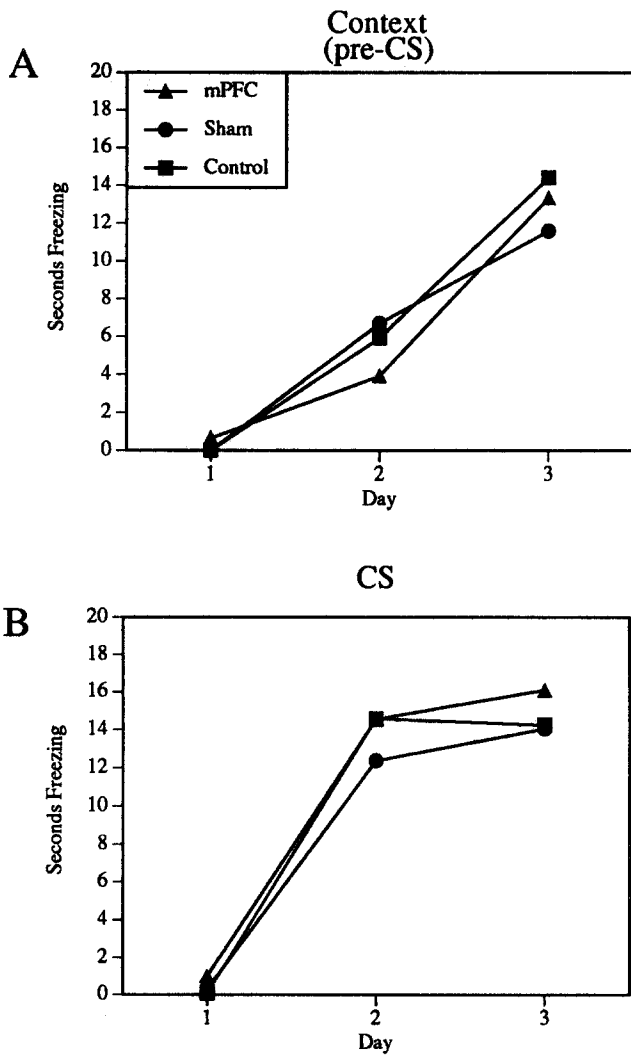 Context
(pre-CS)
A
20
18
16
14
12
10
8
6
4
2
0
Seconds Freezing
mPFC
Sham
Control
1 2 3
Day
CS
B
20
18
16
14
12
10
8
6
4
2
0
Seconds Freezing
1 2 3
Day